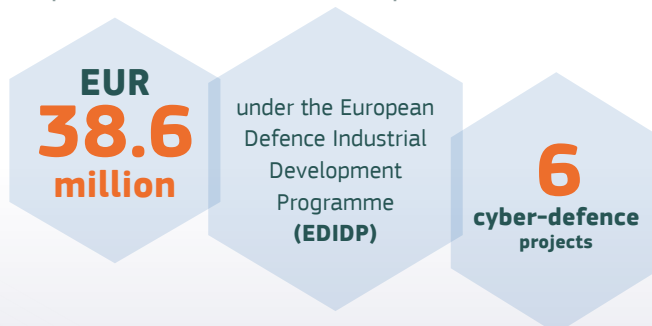 EUR
38.6
million
under the European
Defence Industrial
Development
Programme
(EDIDP)
6
cyber-defence
projects